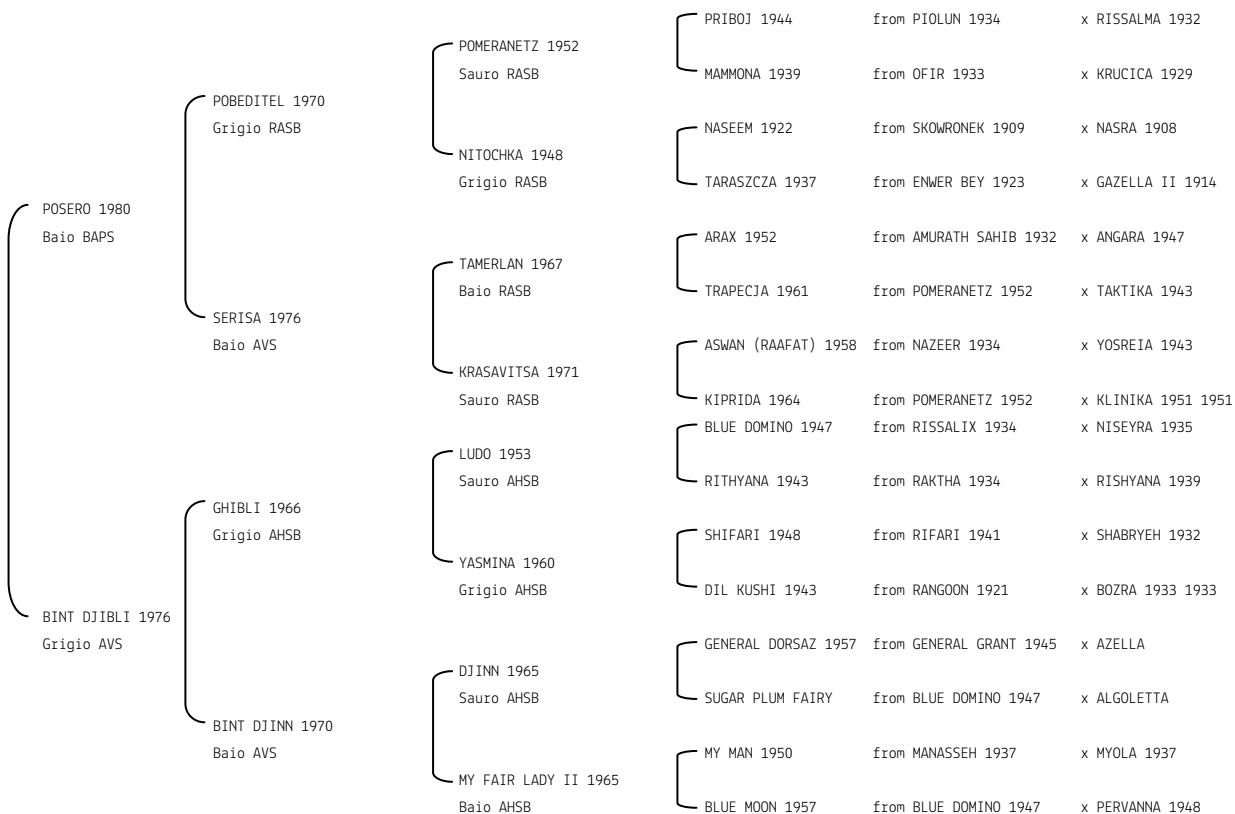 PRIBOJ 1944 from PIOLUN 1934 x RISSALMA 1932
POMERANETZ 1952
Sauro RASB MAMMONA 1939 from OFIR 1933 x KRUCICA 1929
POBEDITEL 1970
Grigio RASB NASEEM 1922 from SKOWRONEK 1909 x NASRA 1908
NITOCHKA 1948
Grigio RASB TARASZCZA 1937 from ENWER BEY 1923 x GAZELLA II 1914
POSERO 1980
Baio BAPS ARAX 1952 from AMURATH SAHIB 1932 x ANGARA 1947
TAMERLAN 1967
Baio RASB TRAPECJA 1961 from POMERANETZ 1952 x TAKTIKA 1943
SERISA 1976
Baio AVS ASWAN (RAAFAT) 1958 from NAZEER 1934 x YOSREIA 1943
KRASAVITSA 1971
Sauro RASB KIPRIDA 1964 from POMERANETZ 1952 x KLINIKA 1951 1951
BLUE DOMINO 1947 from RISSALIX 1934 x NISEYRA 1935
LUDO 1953
Sauro AHSB RITHYANA 1943 from RAKTHA 1934 x RISHYANA 1939
GHIBLI 1966
Grigio AHSB SHIFARI 1948 from RIFARI 1941 x SHABRYEH 1932
YASMINA 1960
Grigio AHSB DIL KUSHI 1943 from RANGOON 1921 x BOZRA 1933 1933
BINT DJIBLI 1976
Grigio AVS GENERAL DORSAZ 1957 from GENERAL GRANT 1945 x AZELLA
DJINN 1965
Sauro AHSB SUGAR PLUM FAIRY from BLUE DOMINO 1947 x ALGOLETTA
BINT DJINN 1970
Baio AVS MY MAN 1950 from MANASSEH 1937 x MYOLA 1937
MY FAIR LADY II 1965
Baio AHSB BLUE MOON 1957 from BLUE DOMINO 1947 x PERVANNA 1948